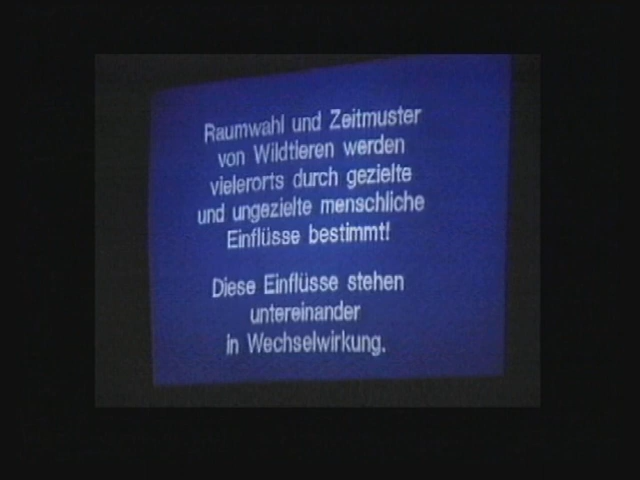 Raumwahl und Zeitmuster
von Wildtieren werden
vielerorts durch gezielte
und ungezielte menschliche
Einflüsse bestimmt!
Diese Einflüsse stehen
untereinander
in Wechselwirkung.